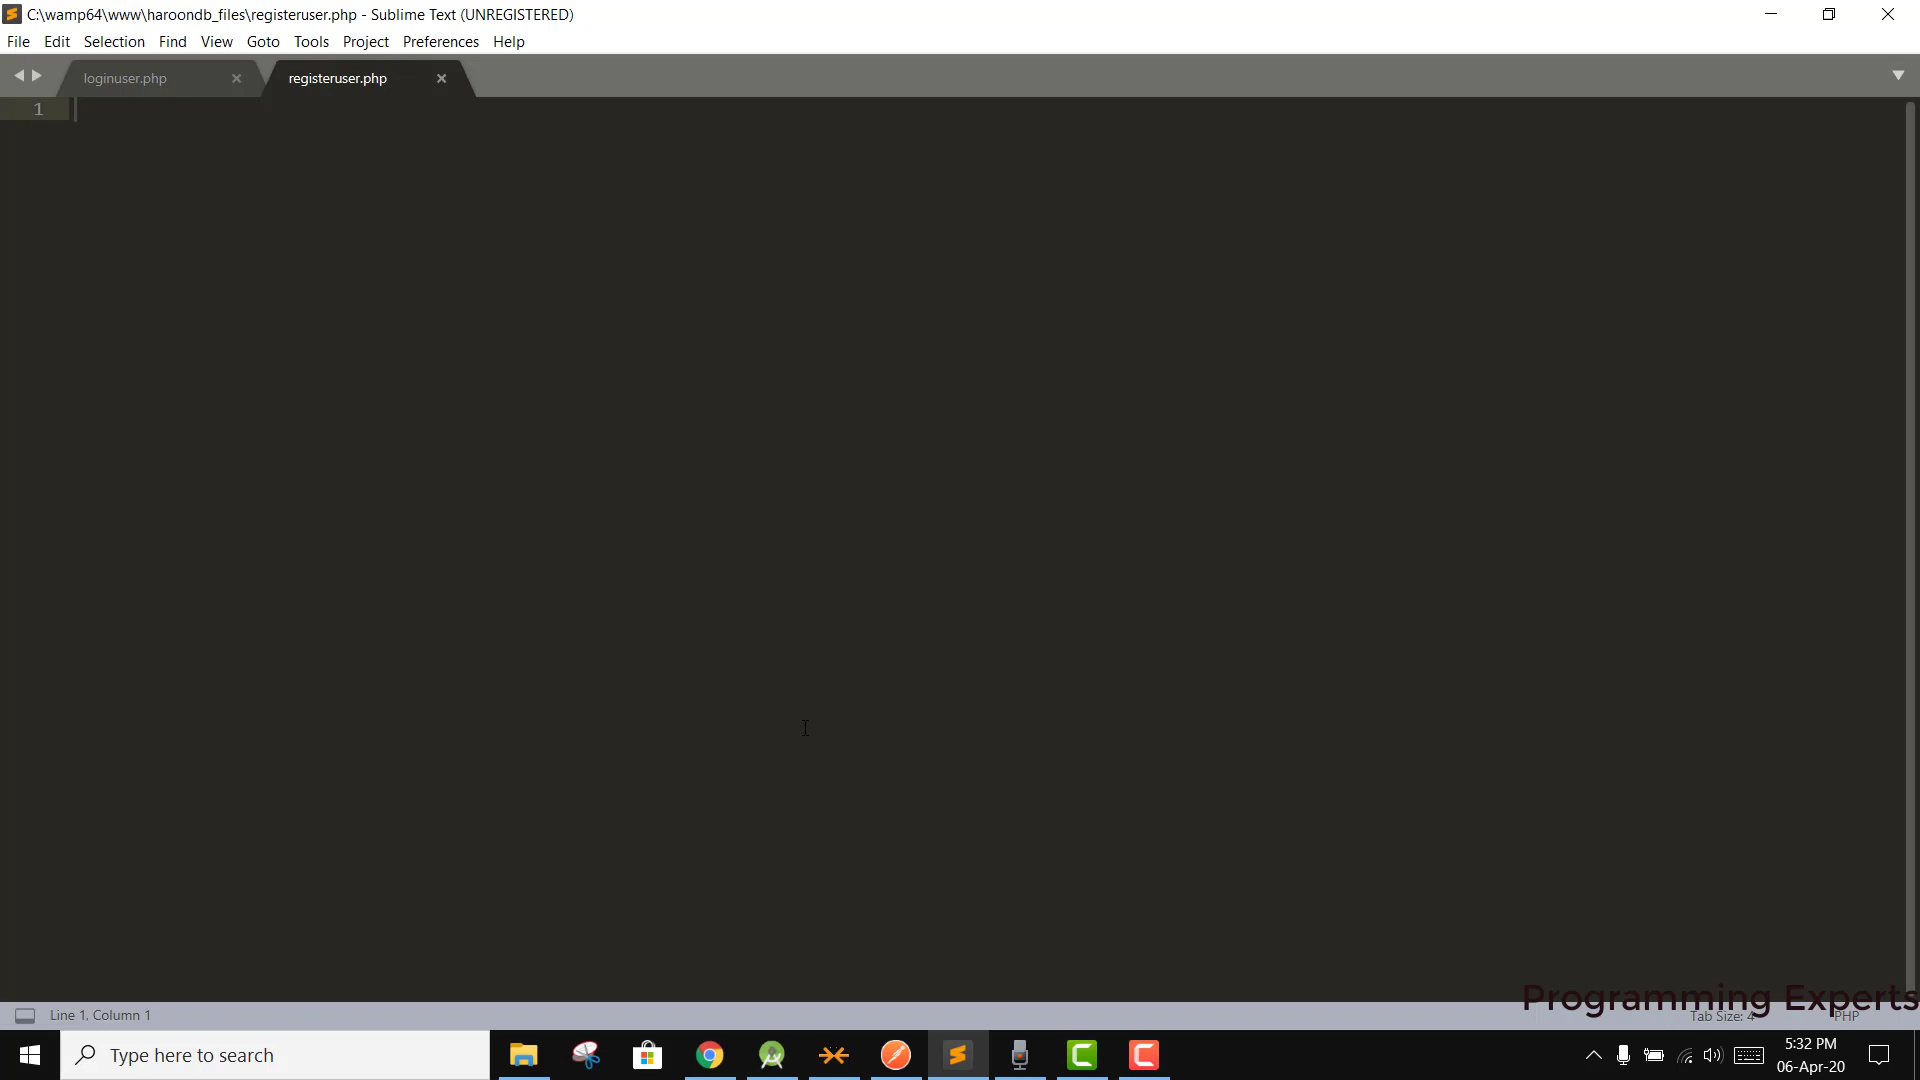 C:\wamp64\www\haroondb_files\registeruser.php - Sublime Text (UNREGISTERED)
File Edit Selection Find View Goto Tools Project Preferences Help
loginuser.php registeruser.php
1
Programming Experts
Line 1, Column 1 Tab Size: 4 PHP
Type here to search
5:32 PM
06-Apr-20